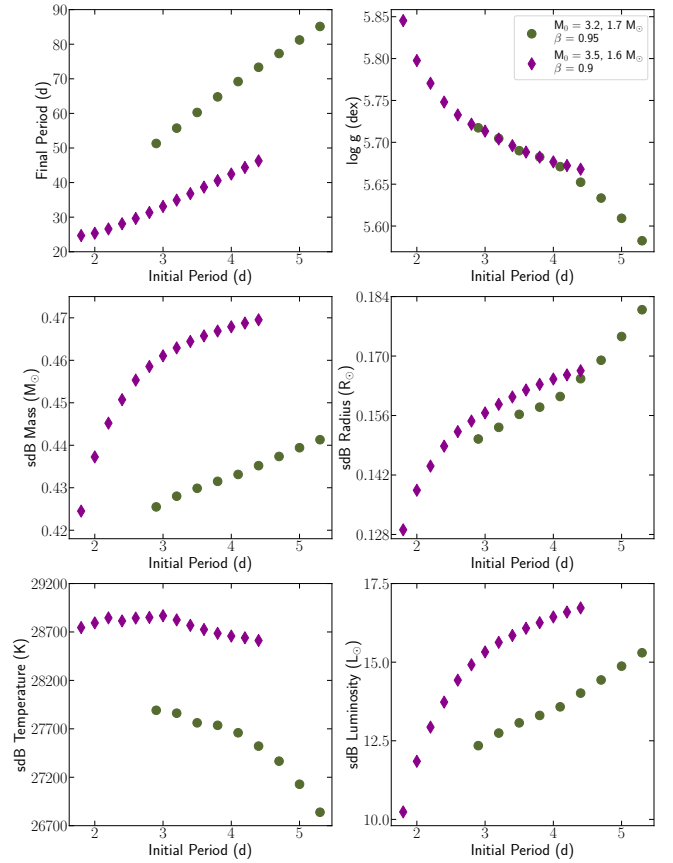 90
80
70
60
50
40
30
20
Final Period (d)
2 3 4 5
Initial Period (d)
5.85
5.80
5.75
5.70
5.65
5.60
log g (dex)
M₀ = 3.2, 1.7 M☉
β = 0.95
M₀ = 3.5, 1.6 M☉
β = 0.9
2 3 4 5
Initial Period (d)
0.47
0.46
0.45
0.44
0.43
0.42
sdB Mass (M☉)
2 3 4 5
Initial Period (d)
0.184
0.170
0.156
0.142
0.128
sdB Radius (R☉)
2 3 4 5
Initial Period (d)
29200
28700
28200
27700
27200
26700
sdB Temperature (K)
2 3 4 5
Initial Period (d)
17.5
15.0
12.5
10.0
sdB Luminosity (L☉)
2 3 4 5
Initial Period (d)